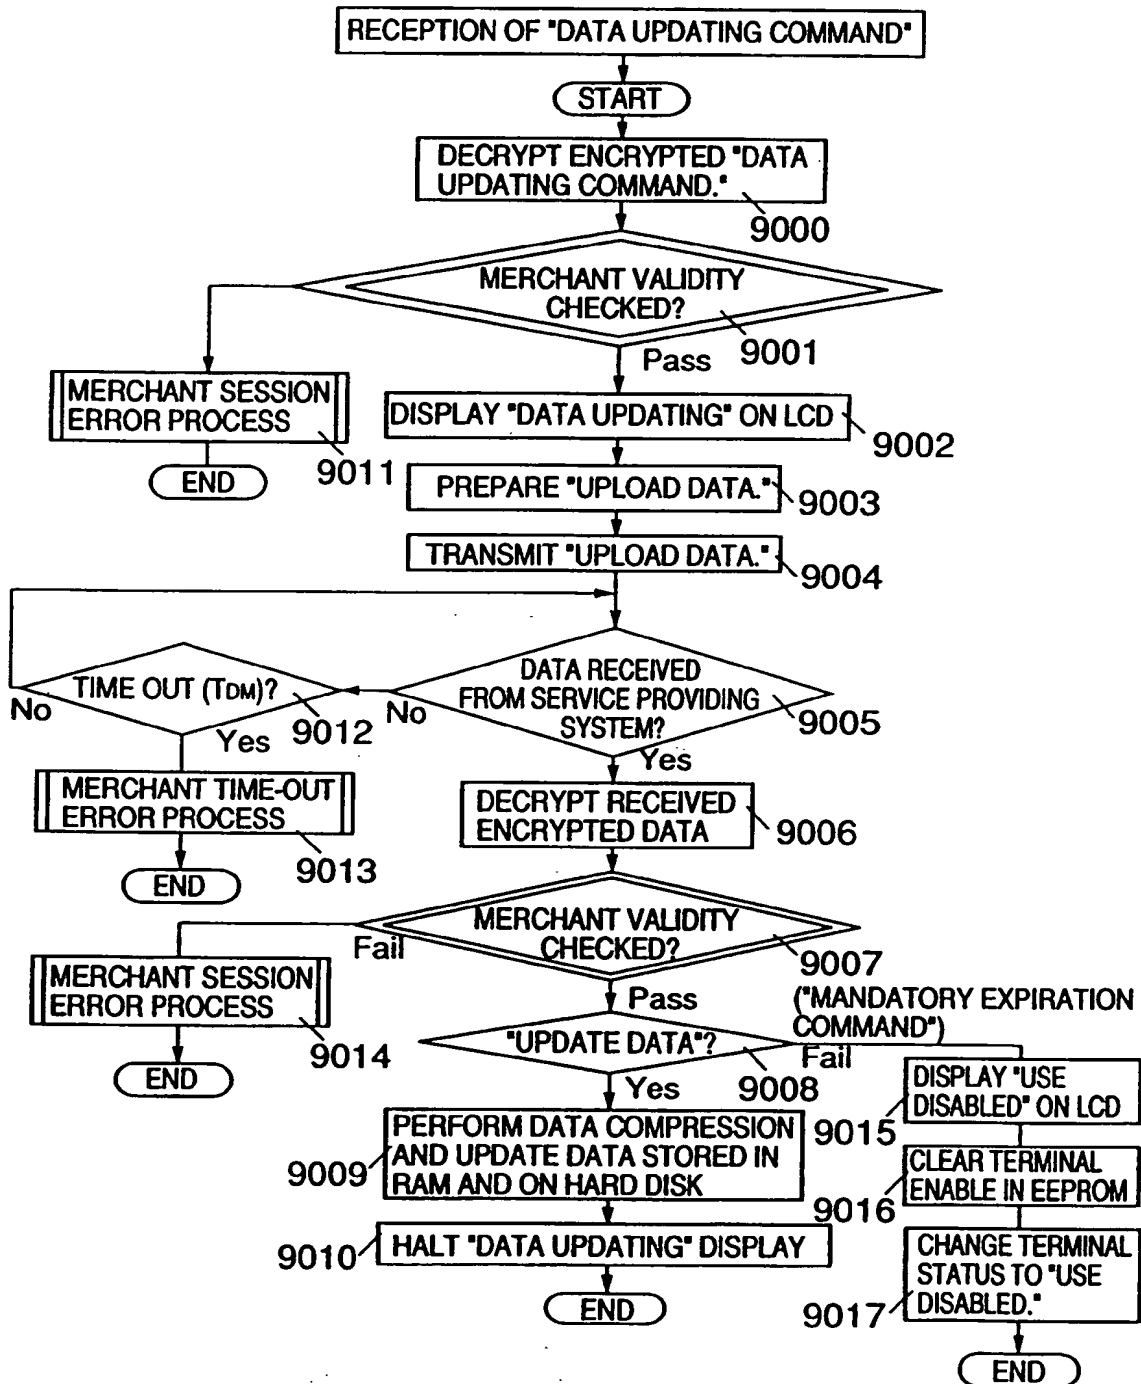 RECEPTION OF "DATA UPDATING COMMAND"
START
DECRYPT ENCRYPTED "DATA
UPDATING COMMAND."
9000
MERCHANT VALIDITY
CHECKED?
9001
Pass
MERCHANT SESSION
ERROR PROCESS
9011
END
DISPLAY "DATA UPDATING" ON LCD
9002
PREPARE "UPLOAD DATA."
9003
TRANSMIT "UPLOAD DATA."
9004
DATA RECEIVED
FROM SERVICE PROVIDING
SYSTEM?
9005
No
Yes
TIME OUT (TDM)?
9012
No
Yes
MERCHANT TIME-OUT
ERROR PROCESS
9013
END
DECRYPT RECEIVED
ENCRYPTED DATA
9006
MERCHANT VALIDITY
CHECKED?
9007
Fail
Pass
MERCHANT SESSION
ERROR PROCESS
9014
END
"UPDATE DATA"?
9008
Yes
("MANDATORY EXPIRATION
COMMAND")
Fail
DISPLAY "USE
DISABLED" ON LCD
9015
CLEAR TERMINAL
ENABLE IN EEPROM
9016
CHANGE TERMINAL
STATUS TO "USE
DISABLED."
9017
END
PERFORM DATA COMPRESSION
AND UPDATE DATA STORED IN
RAM AND ON HARD DISK
9009
HALT "DATA UPDATING" DISPLAY
9010
END